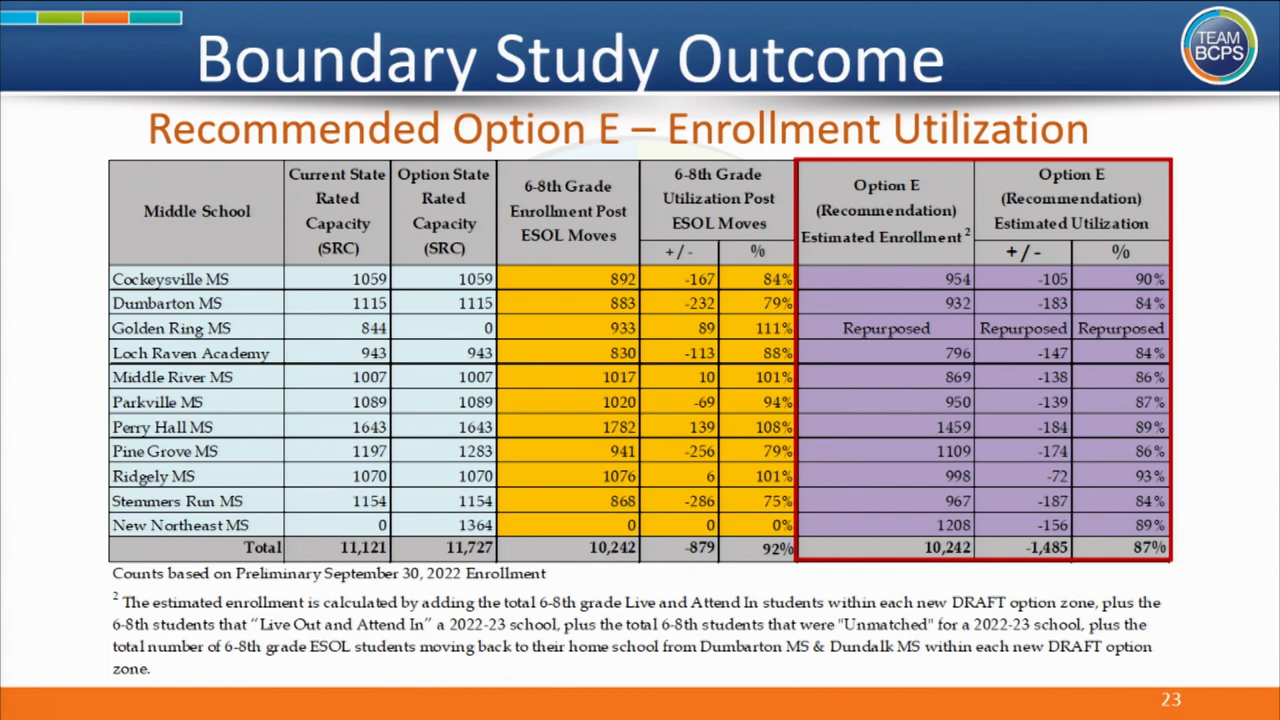 Boundary Study Outcome
TEAM
BCPS
Recommended Option E – Enrollment Utilization
Middle School
Current State
Rated
Capacity
(SRC)
Option State
Rated
Capacity
(SRC)
6-8th Grade
Enrollment Post
ESOL Moves
6-8th Grade
Utilization Post
ESOL Moves
+ / -
%
Option E
(Recommendation)
Estimated Enrollment 2
Option E
(Recommendation)
Estimated Utilization
+ / -
%
Cockeysville MS 1059 1059 892 -167 84% 954 -105 90%
Dumbarton MS 1115 1115 883 -232 79% 932 -183 84%
Golden Ring MS 844 0 933 89 111% Repurposed Repurposed Repurposed
Loch Raven Academy 943 943 830 -113 88% 796 -147 84%
Middle River MS 1007 1007 1017 10 101% 869 -138 86%
Parkville MS 1089 1089 1020 -69 94% 950 -139 87%
Perry Hall MS 1643 1643 1782 139 108% 1459 -184 89%
Pine Grove MS 1197 1283 941 -256 79% 1109 -174 86%
Ridgely MS 1070 1070 1076 6 101% 998 -72 93%
Stemmers Run MS 1154 1154 868 -286 75% 967 -187 84%
New Northeast MS 0 1364 0 0 0% 1208 -156 89%
Total 11,121 11,727 10,242 -879 92% 10,242 -1,485 87%
Counts based on Preliminary September 30, 2022 Enrollment
2 The estimated enrollment is calculated by adding the total 6-8th grade Live and Attend In students within each new DRAFT option zone, plus the
6-8th students that “Live Out and Attend In” a 2022-23 school, plus the total 6-8th students that were "Unmatched" for a 2022-23 school, plus the
total number of 6-8th grade ESOL students moving back to their home school from Dumbarton MS & Dundalk MS within each new DRAFT option
zone.
23